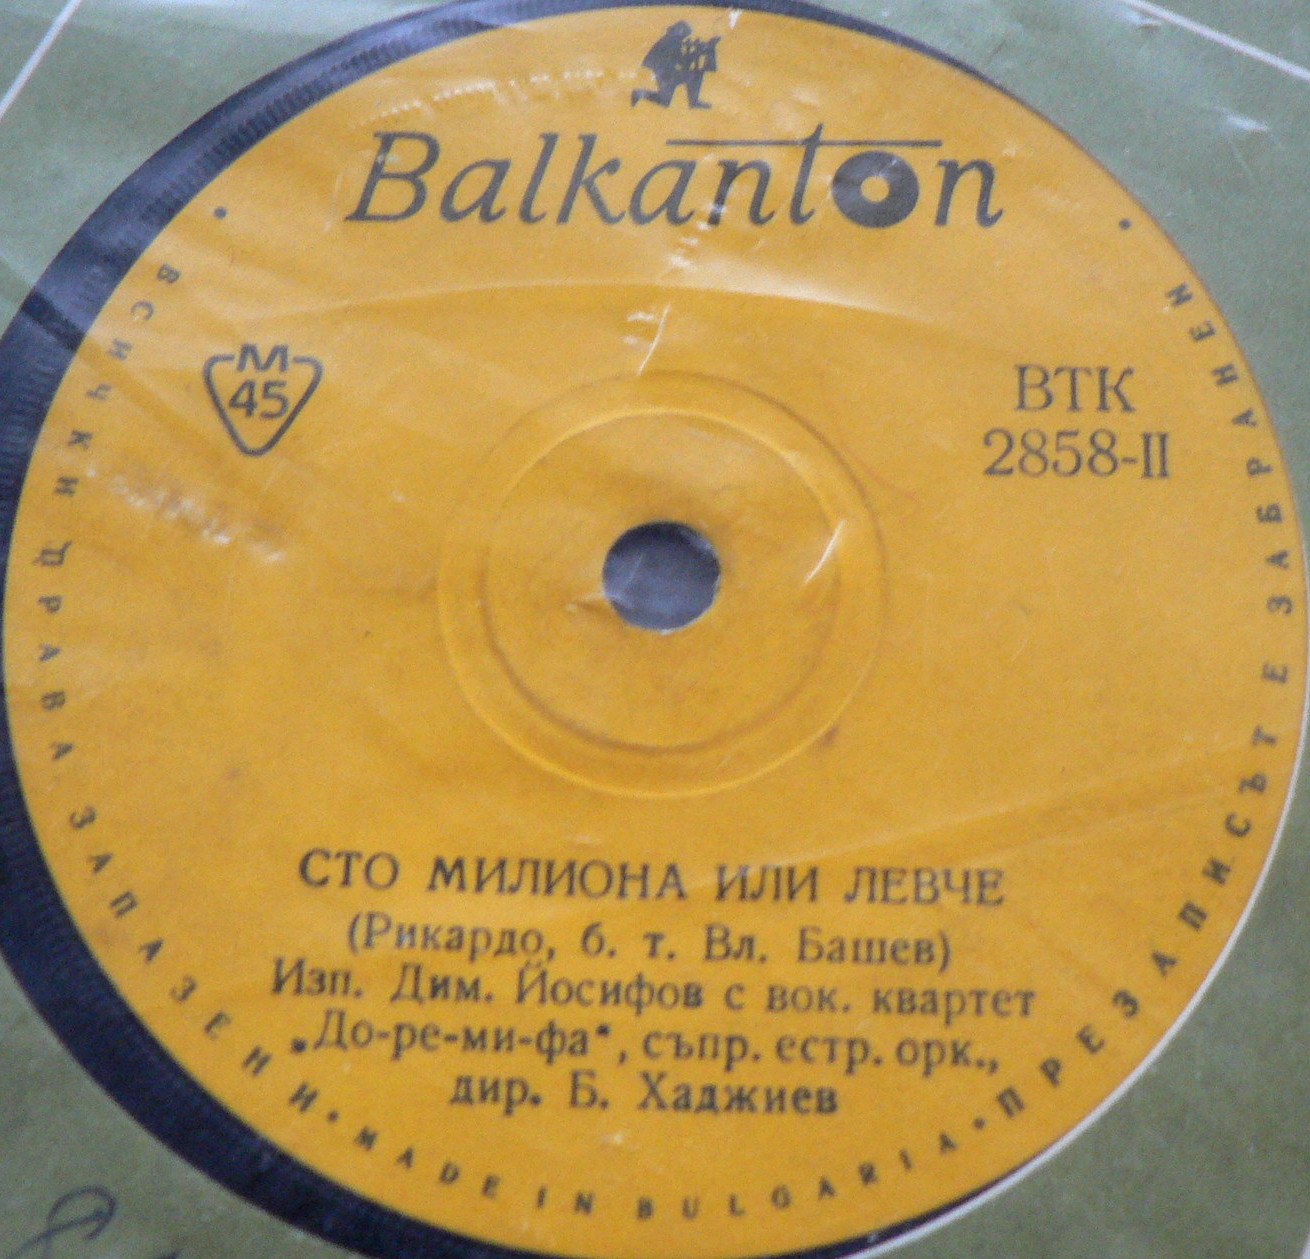 Balkanton
М
45
ВТК
2858-II
СТО МИЛИОНА ИЛИ ЛЕВЧЕ
(Рикардо, б. т. Вл. Башев)
Изп. Дим. Йосифов с вок. квартет
„До-ре-ми-фа“, съпр. естр. орк.,
дир. Б. Хаджиев
• ВСИЧКИ ПРАВА ЗАПАЗЕНИ • MADE IN BULGARIA • ПРЕЗАПИСЪТ Е ЗАБРАНЕН •